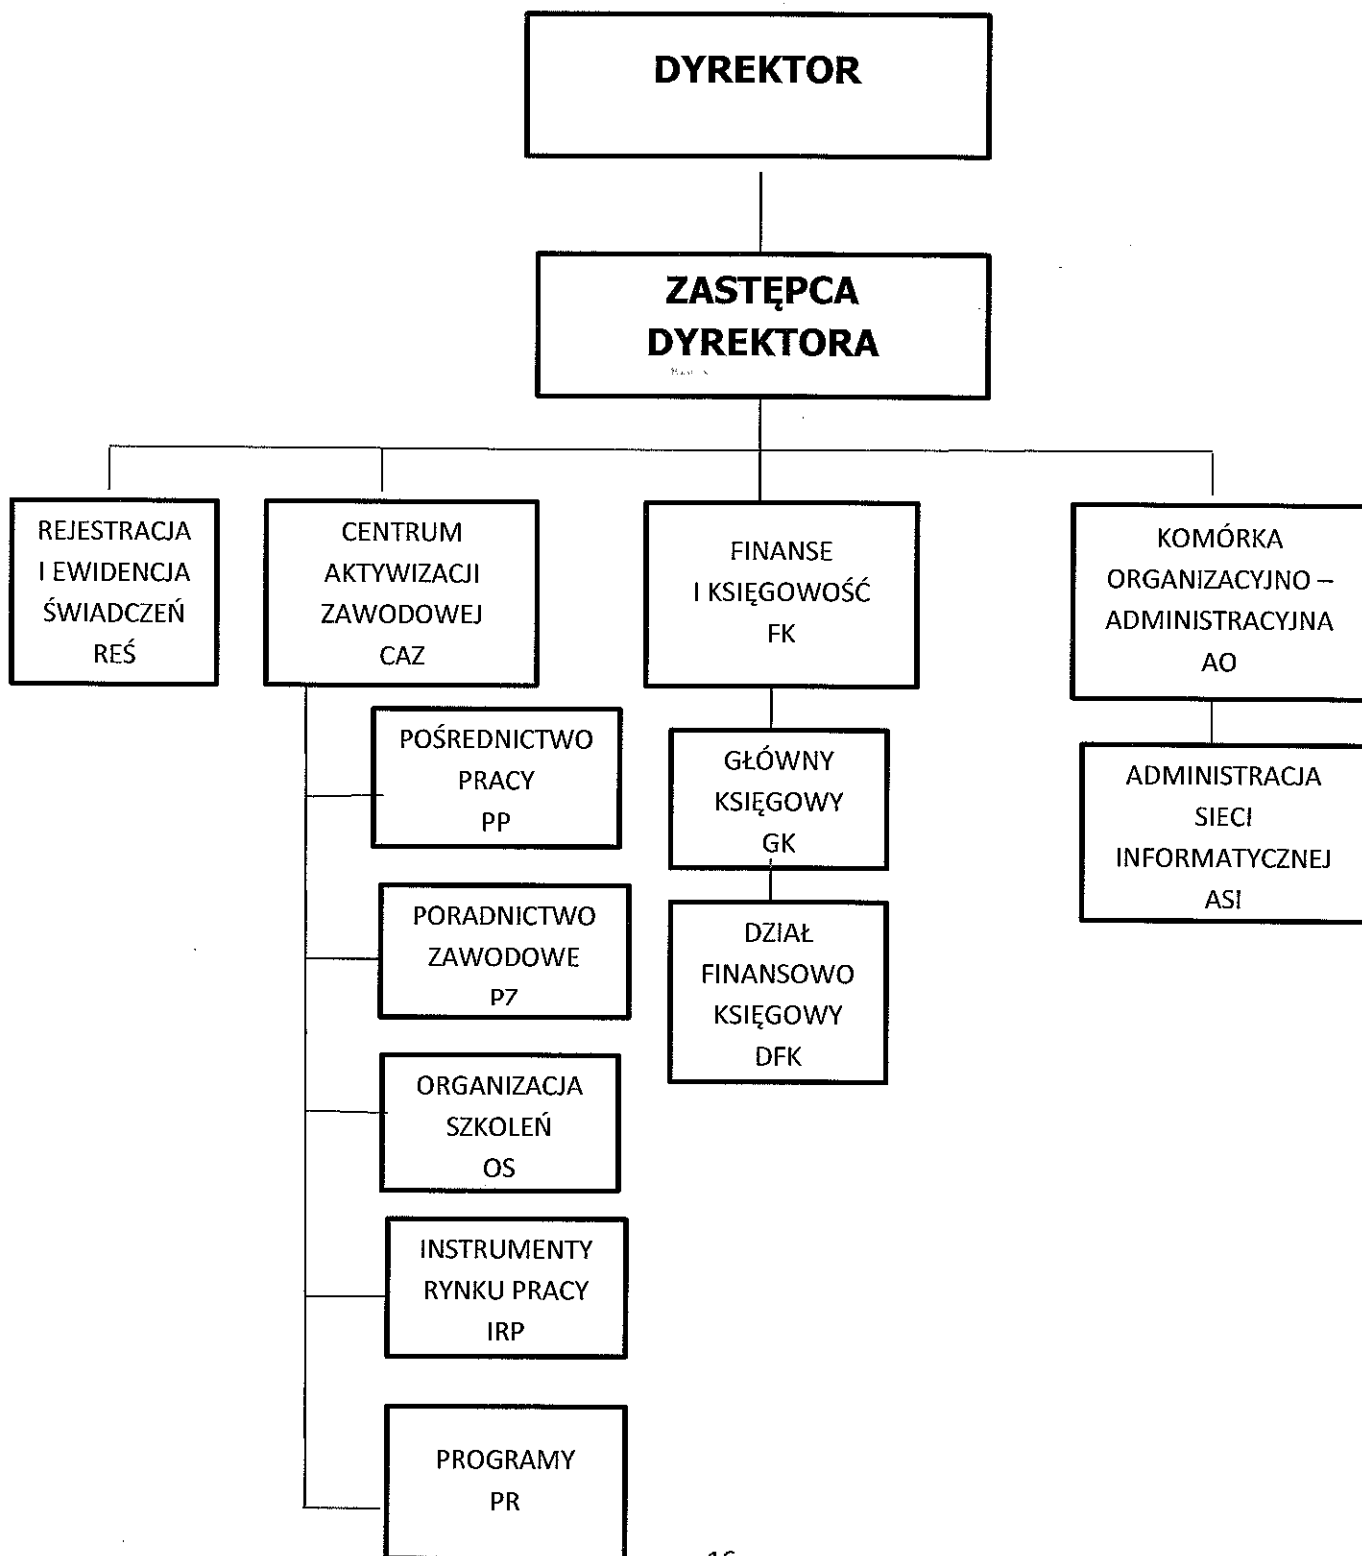 DYREKTOR
ZASTĘPCA
DYREKTORA
REJESTRACJA
I EWIDENCJA
ŚWIADCZEŃ
REŚ
CENTRUM
AKTYWIZACJI
ZAWODOWEJ
CAZ
FINANSE
I KSIĘGOWOŚĆ
FK
KOMÓRKA
ORGANIZACYJNO –
ADMINISTRACYJNA
AO
POŚREDNICTWO
PRACY
PP
PORADNICTWO
ZAWODOWE
PZ
ORGANIZACJA
SZKOLEŃ
OS
INSTRUMENTY
RYNKU PRACY
IRP
PROGRAMY
PR
GŁÓWNY
KSIĘGOWY
GK
DZIAŁ
FINANSOWO
KSIĘGOWY
DFK
ADMINISTRACJA
SIECI
INFORMATYCZNEJ
ASI